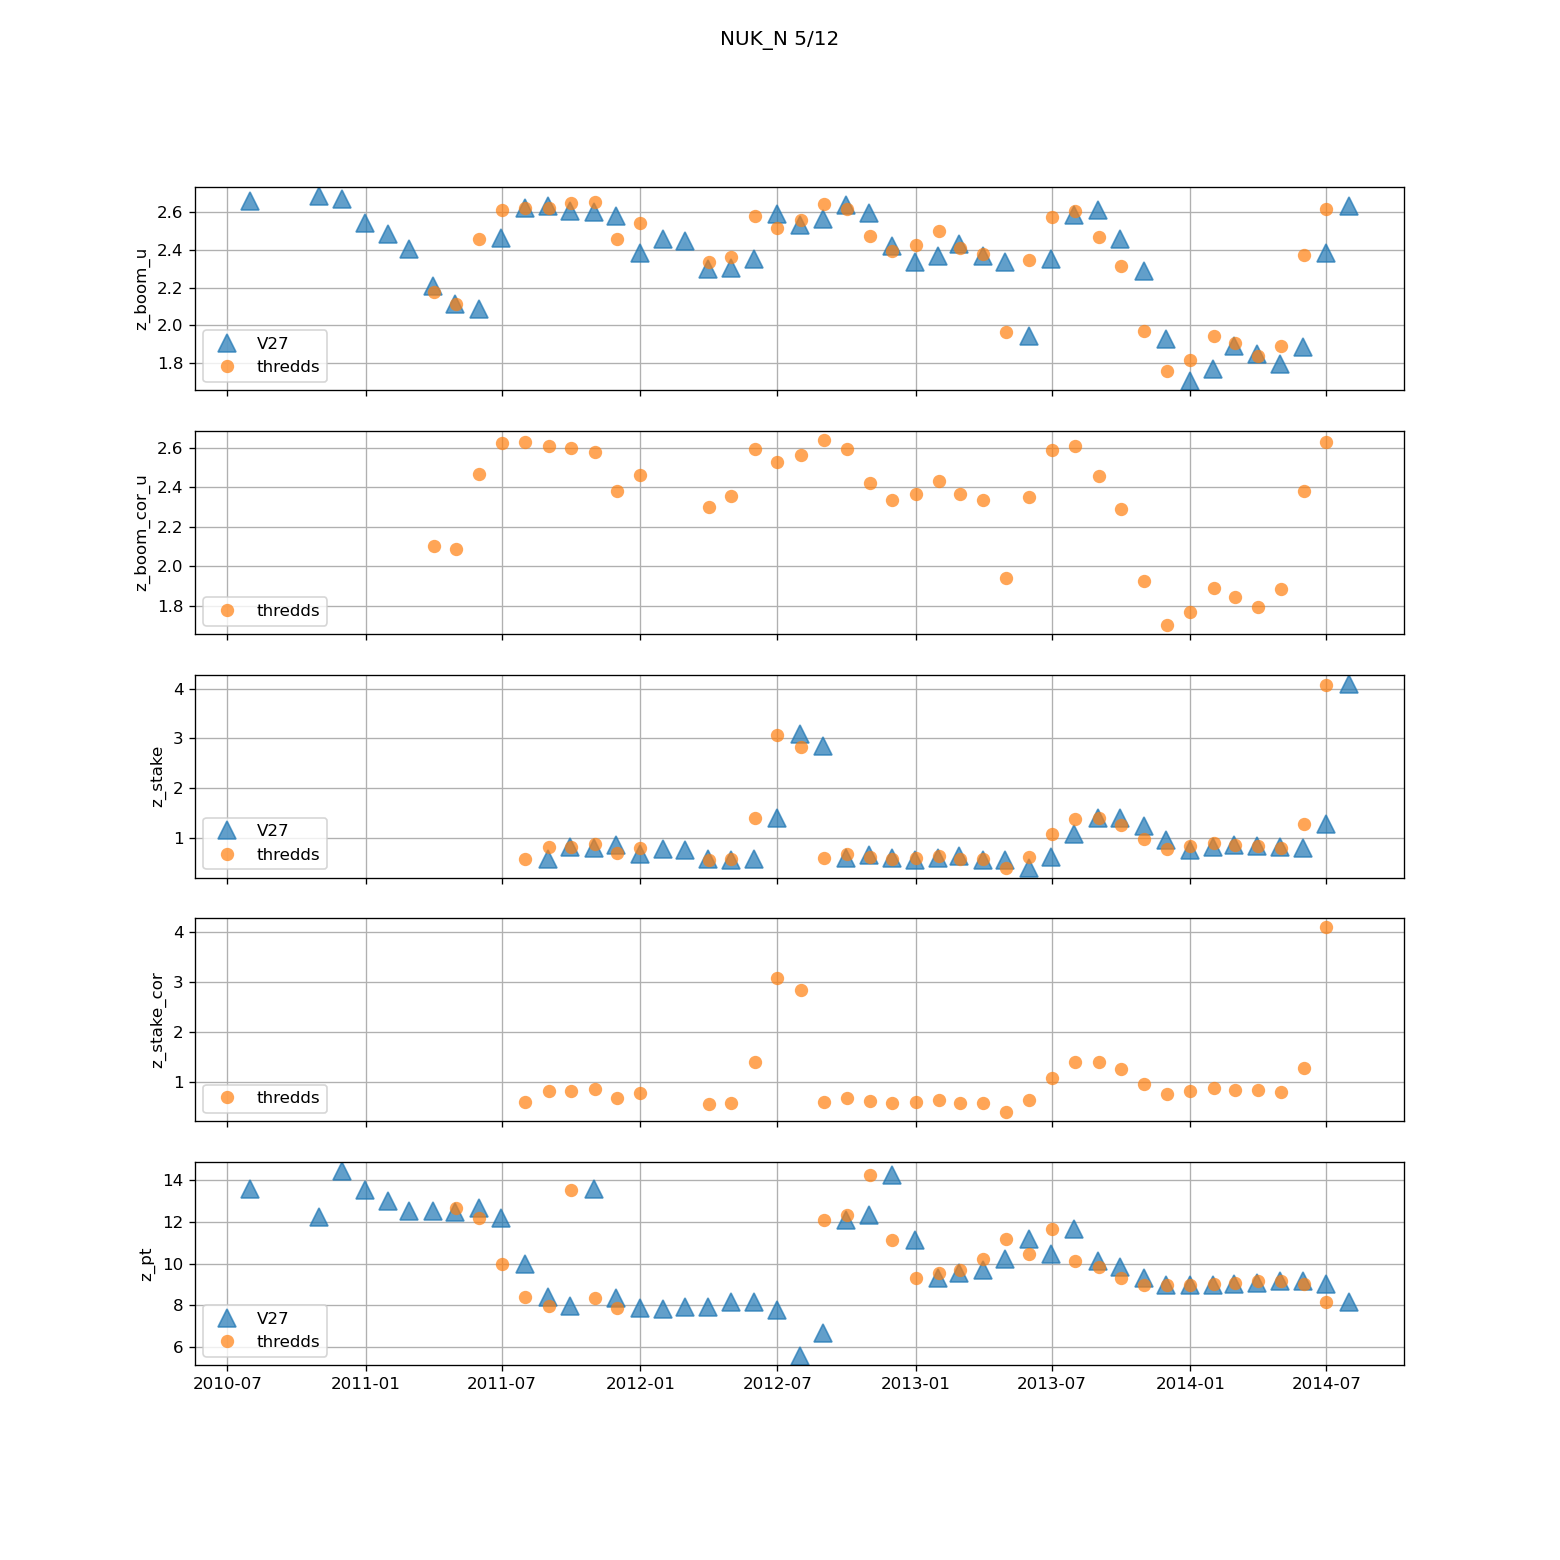 NUK_N 5/12
z_boom_u
2.6
2.4
2.2
2.0
1.8
V27
thredds
z_boom_cor_u
2.6
2.4
2.2
2.0
1.8
thredds
z_stake
4
3
2
1
V27
thredds
z_stake_cor
4
3
2
1
thredds
z_pt
14
12
10
8
6
V27
thredds
2010-07 2011-01 2011-07 2012-01 2012-07 2013-01 2013-07 2014-01 2014-07